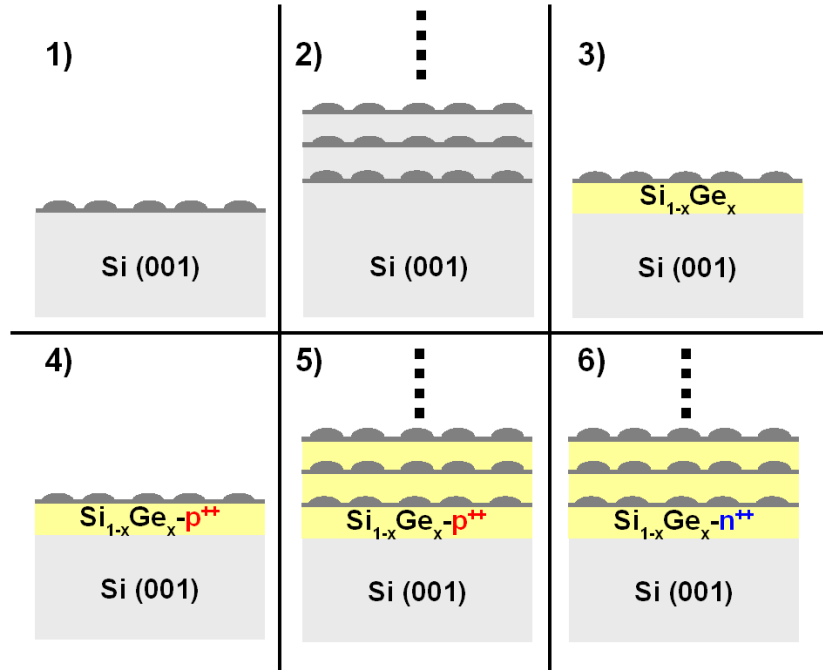 1)
2)
3)
Si (001)
Si (001)
Si₁₋ₓGeₓ
Si (001)
4)
5)
6)
Si₁₋ₓGeₓ-p⁺⁺
Si (001)
Si₁₋ₓGeₓ-p⁺⁺
Si (001)
Si₁₋ₓGeₓ-n⁺⁺
Si (001)